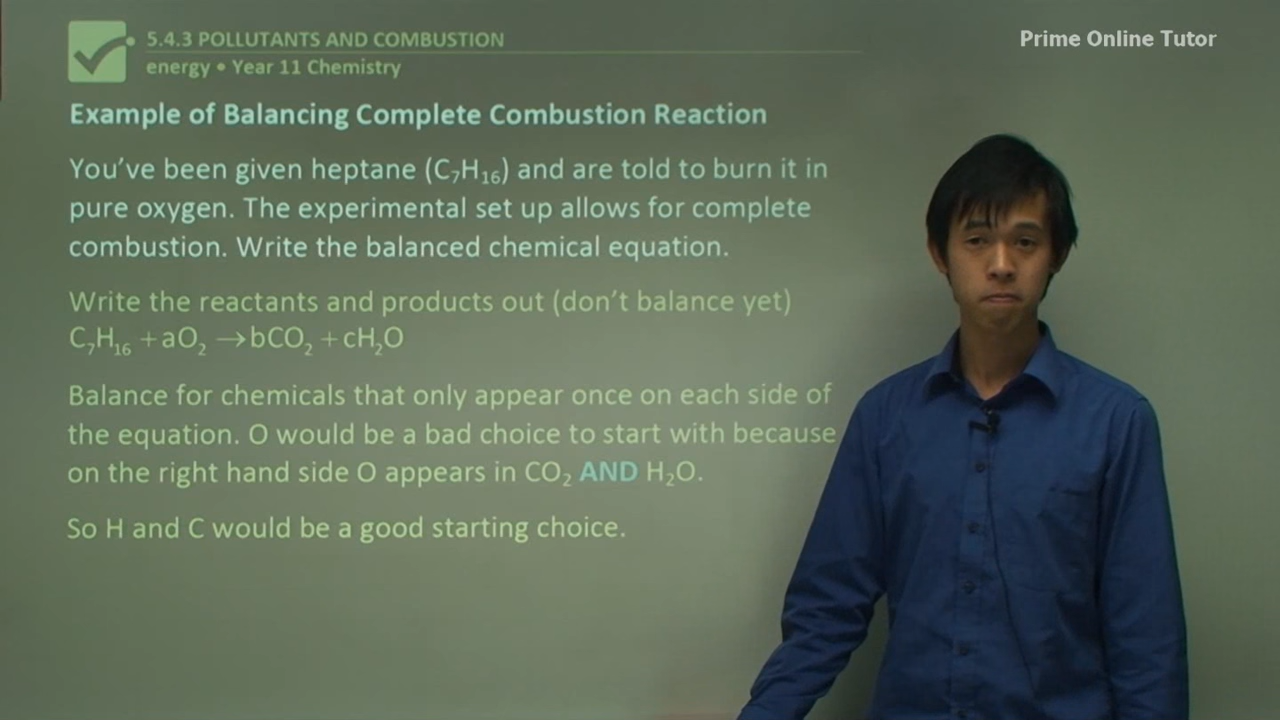 5.4.3 POLLUTANTS AND COMBUSTION
energy • Year 11 Chemistry
Prime Online Tutor
Example of Balancing Complete Combustion Reaction
You’ve been given heptane (C₇H₁₆) and are told to burn it in
pure oxygen. The experimental set up allows for complete
combustion. Write the balanced chemical equation.
Write the reactants and products out (don’t balance yet)
C₇H₁₆ +aO₂ →bCO₂ +cH₂O
Balance for chemicals that only appear once on each side of
the equation. O would be a bad choice to start with because
on the right hand side O appears in CO₂ AND H₂O.
So H and C would be a good starting choice.